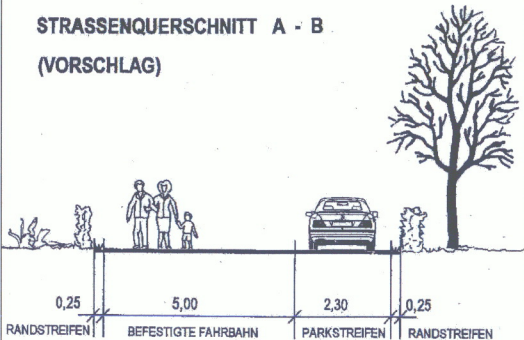 STRASSENQUERSCHNITT A - B
(VORSCHLAG)
0,25 5,00 2,30 0,25
RANDSTREIFEN BEFESTIGTE FAHRBAHN PARKSTREIFEN RANDSTREIFEN